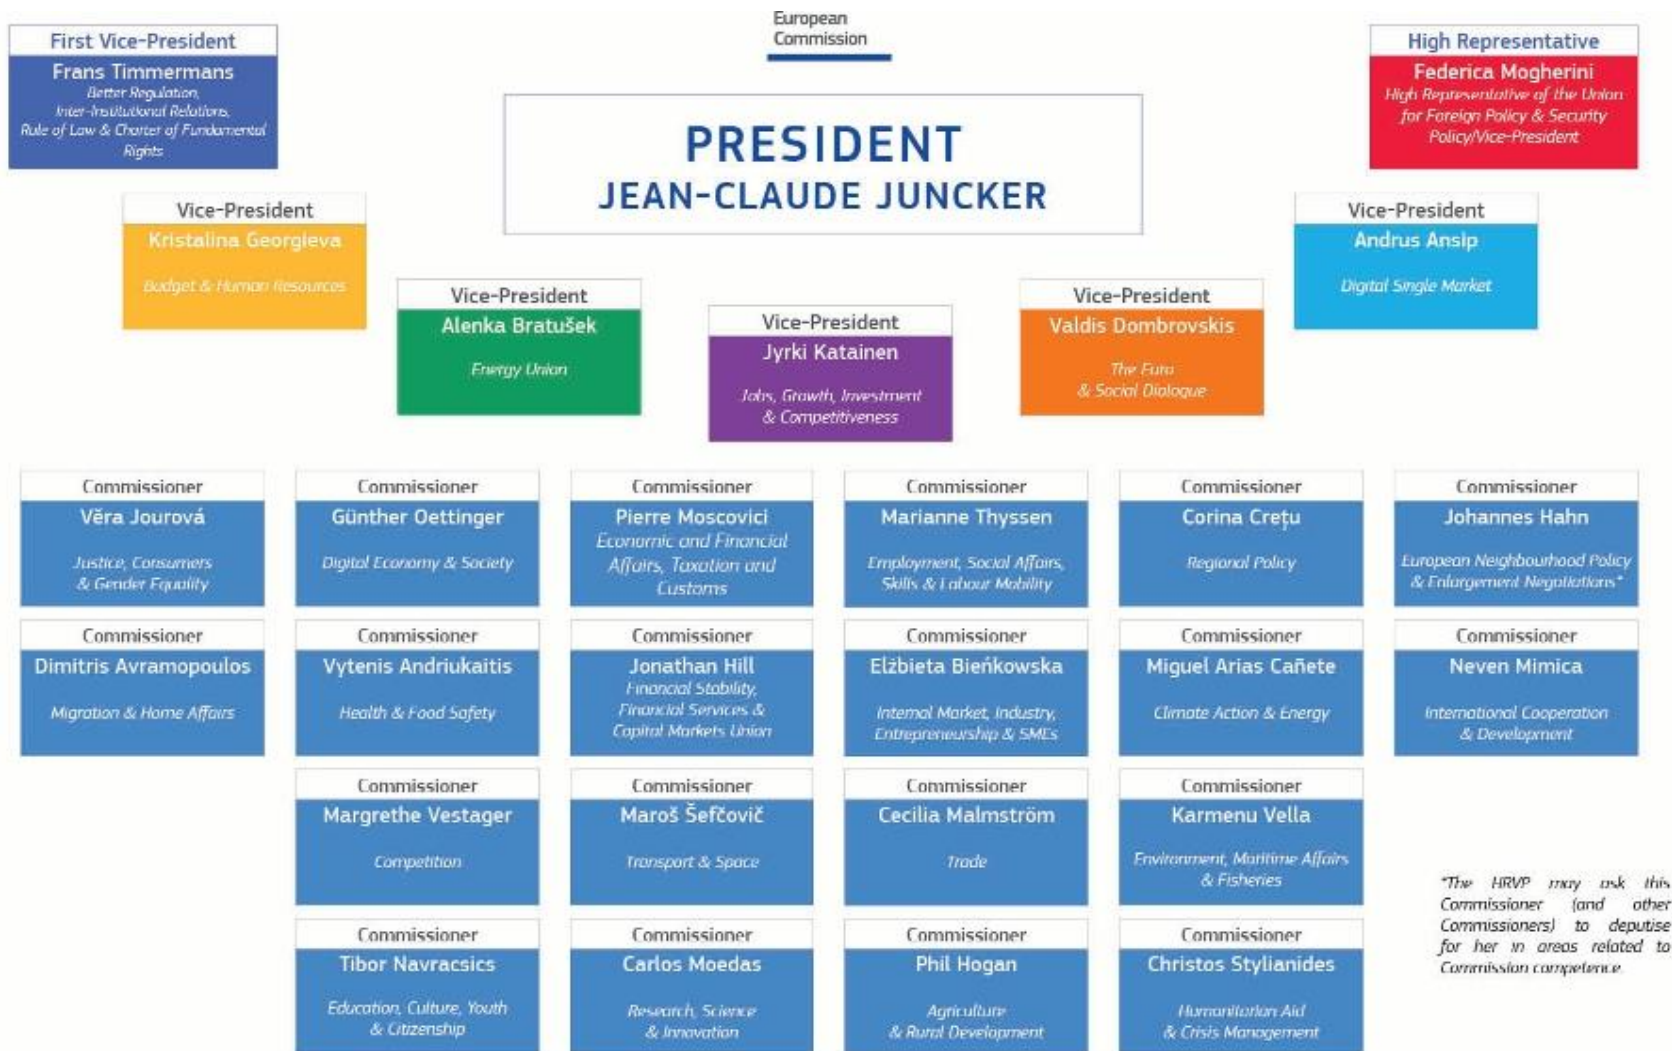 European
Commission
First Vice-President
Frans Timmermans
Better Regulation,
Inter-Institutional Relations,
Rule of Law & Charter of Fundamental
Rights
PRESIDENT
JEAN-CLAUDE JUNCKER
High Representative
Federica Mogherini
High Representative of the Union
for Foreign Policy & Security
Policy/Vice-President
Vice-President
Kristalina Georgieva
Budget & Human Resources
Vice-President
Alenka Bratušek
Energy Union
Vice-President
Jyrki Katainen
Jobs, Growth, Investment
& Competitiveness
Vice-President
Valdis Dombrovskis
The Euro
& Social Dialogue
Vice-President
Andrus Ansip
Digital Single Market
Commissioner
Věra Jourová
Justice, Consumers
& Gender Equality
Commissioner
Günther Oettinger
Digital Economy & Society
Commissioner
Pierre Moscovici
Economic and Financial
Affairs, Taxation and
Customs
Commissioner
Marianne Thyssen
Employment, Social Affairs,
Skills & Labour Mobility
Commissioner
Corina Crețu
Regional Policy
Commissioner
Johannes Hahn
European Neighbourhood Policy
& Enlargement Negotiations*
Commissioner
Dimitris Avramopoulos
Migration & Home Affairs
Commissioner
Vytenis Andriukaitis
Health & Food Safety
Commissioner
Jonathan Hill
Financial Stability,
Financial Services &
Capital Markets Union
Commissioner
Elżbieta Bieńkowska
Internal Market, Industry,
Entrepreneurship & SMEs
Commissioner
Miguel Arias Cañete
Climate Action & Energy
Commissioner
Neven Mimica
International Cooperation
& Development
Commissioner
Margrethe Vestager
Competition
Commissioner
Maroš Šefčovič
Transport & Space
Commissioner
Cecilia Malmström
Trade
Commissioner
Karmenu Vella
Environment, Maritime Affairs
& Fisheries
Commissioner
Tibor Navracsics
Education, Culture, Youth
& Citizenship
Commissioner
Carlos Moedas
Research, Science
& Innovation
Commissioner
Phil Hogan
Agriculture
& Rural Development
Commissioner
Christos Stylianides
Humanitarian Aid
& Crisis Management
*The HRVP may ask this
Commissioner (and other
Commissioners) to deputise
for her in areas related to
Commission competence.